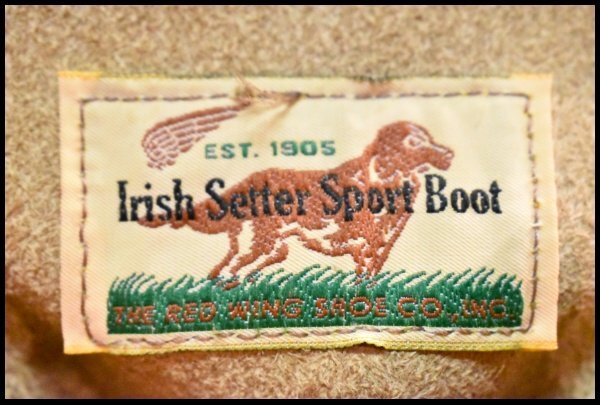 EST. 1905
Irish Setter Sport Boot
THE RED WING SHOE CO., INC.